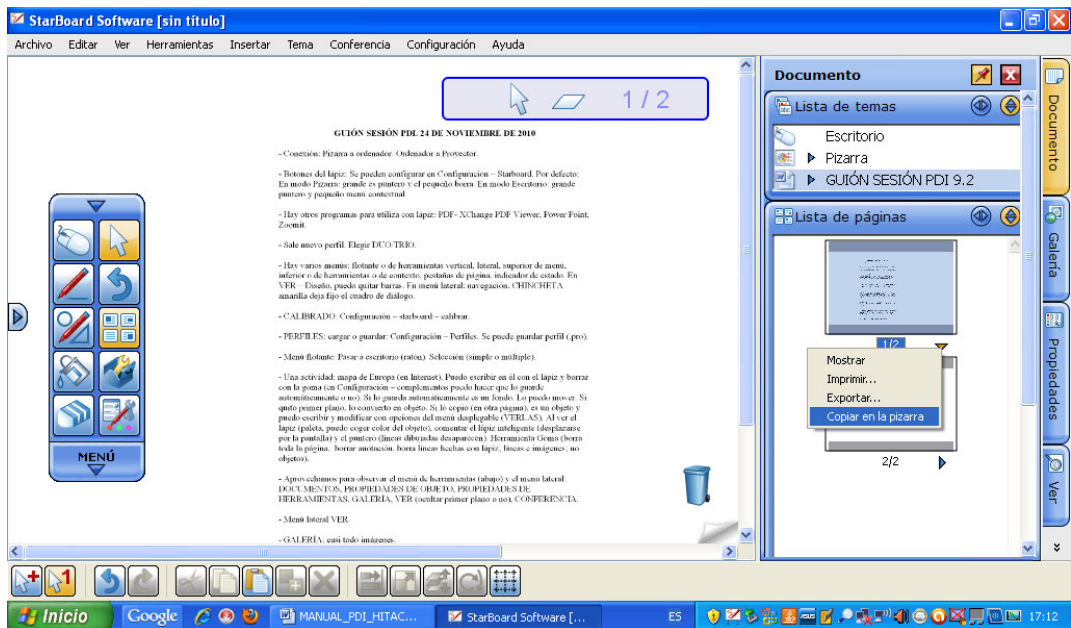 StarBoard Software [sin título]
Archivo Editar Ver Herramientas Insertar Tema Conferencia Configuración Ayuda
1 / 2
GUIÓN SESIÓN PDI. 24 DE NOVIEMBRE DE 2010
- Conexión: Pizarra a ordenador. Ordenador a Proyector.
- Botones del lápiz: Se pueden configurar en Configuración – Starboard. Por defecto:
En modo Pizarra: grande es puntero y el pequeño borra. En modo Escritorio: grande
puntero y pequeño menú contextual.
- Hay otros programas para utiliza con lápiz: PDF- XChange PDF Viewer, Power Point,
Zoomit.
- Sale nuevo perfil. Elegir DUO/TRIO.
- Hay varios menús: flotante o de herramientas vertical, lateral, superior de menú,
inferior o de herramientas o de contexto, pestañas de página, indicador de estado. En
VER – Diseño, puedo quitar barras. En menú lateral: navegación. CHINCHETA
amarilla deja fijo el cuadro de diálogo.
- CALIBRADO: Configuración – starboard – calibrar.
- PERFILES: cargar o guardar: Configuración – Perfiles. Se puede guardar perfil (.pro).
- Menú flotante: Pasar a escritorio (ratón). Selección (simple o múltiple).
- Una actividad: mapa de Europa (en Internet). Puedo escribir en él con el lápiz y borrar
con la goma (en Configuración – complementos puedo hacer que lo guarde
automáticamente o no). Si lo guarda automáticamente es un fondo. Lo puedo mover. Si
quito primer plano, lo convierto en objeto. Si lo copio (en otra página), es un objeto y
puedo escribir y modificar con opciones del menú desplegable (VERLAS). Al ver el
lápiz (paleta, puedo coger color del objeto), comentar el lápiz inteligente (desplazarse
por la pantalla) y el puntero (líneas dibujadas desaparecen). Herramienta Goma (borra
toda la página, borrar anotación, borra líneas hechas con lápiz, líneas e imágenes; no
objetos).
- Aprovechamos para observar el menú de herramientas (abajo) y el menú lateral:
DOCUMENTOS, PROPIEDADES DE OBJETO, PROPIEDADES DE
HERRAMIENTAS, GALERÍA, VER (ocultar primer plano o no), CONFERENCIA.
- Menú lateral VER.
- GALERÍA: casi todo imágenes.
MENÚ
Documento
Lista de temas
Escritorio
Pizarra
GUIÓN SESIÓN PDI 9.2
Lista de páginas
1/2
Mostrar
Imprimir...
Exportar...
Copiar en la pizarra
2/2
Documento
Galería
Propiedades
Ver
1
Inicio
Google
MANUAL_PDI_HITAC...
StarBoard Software [...
ES
17:12